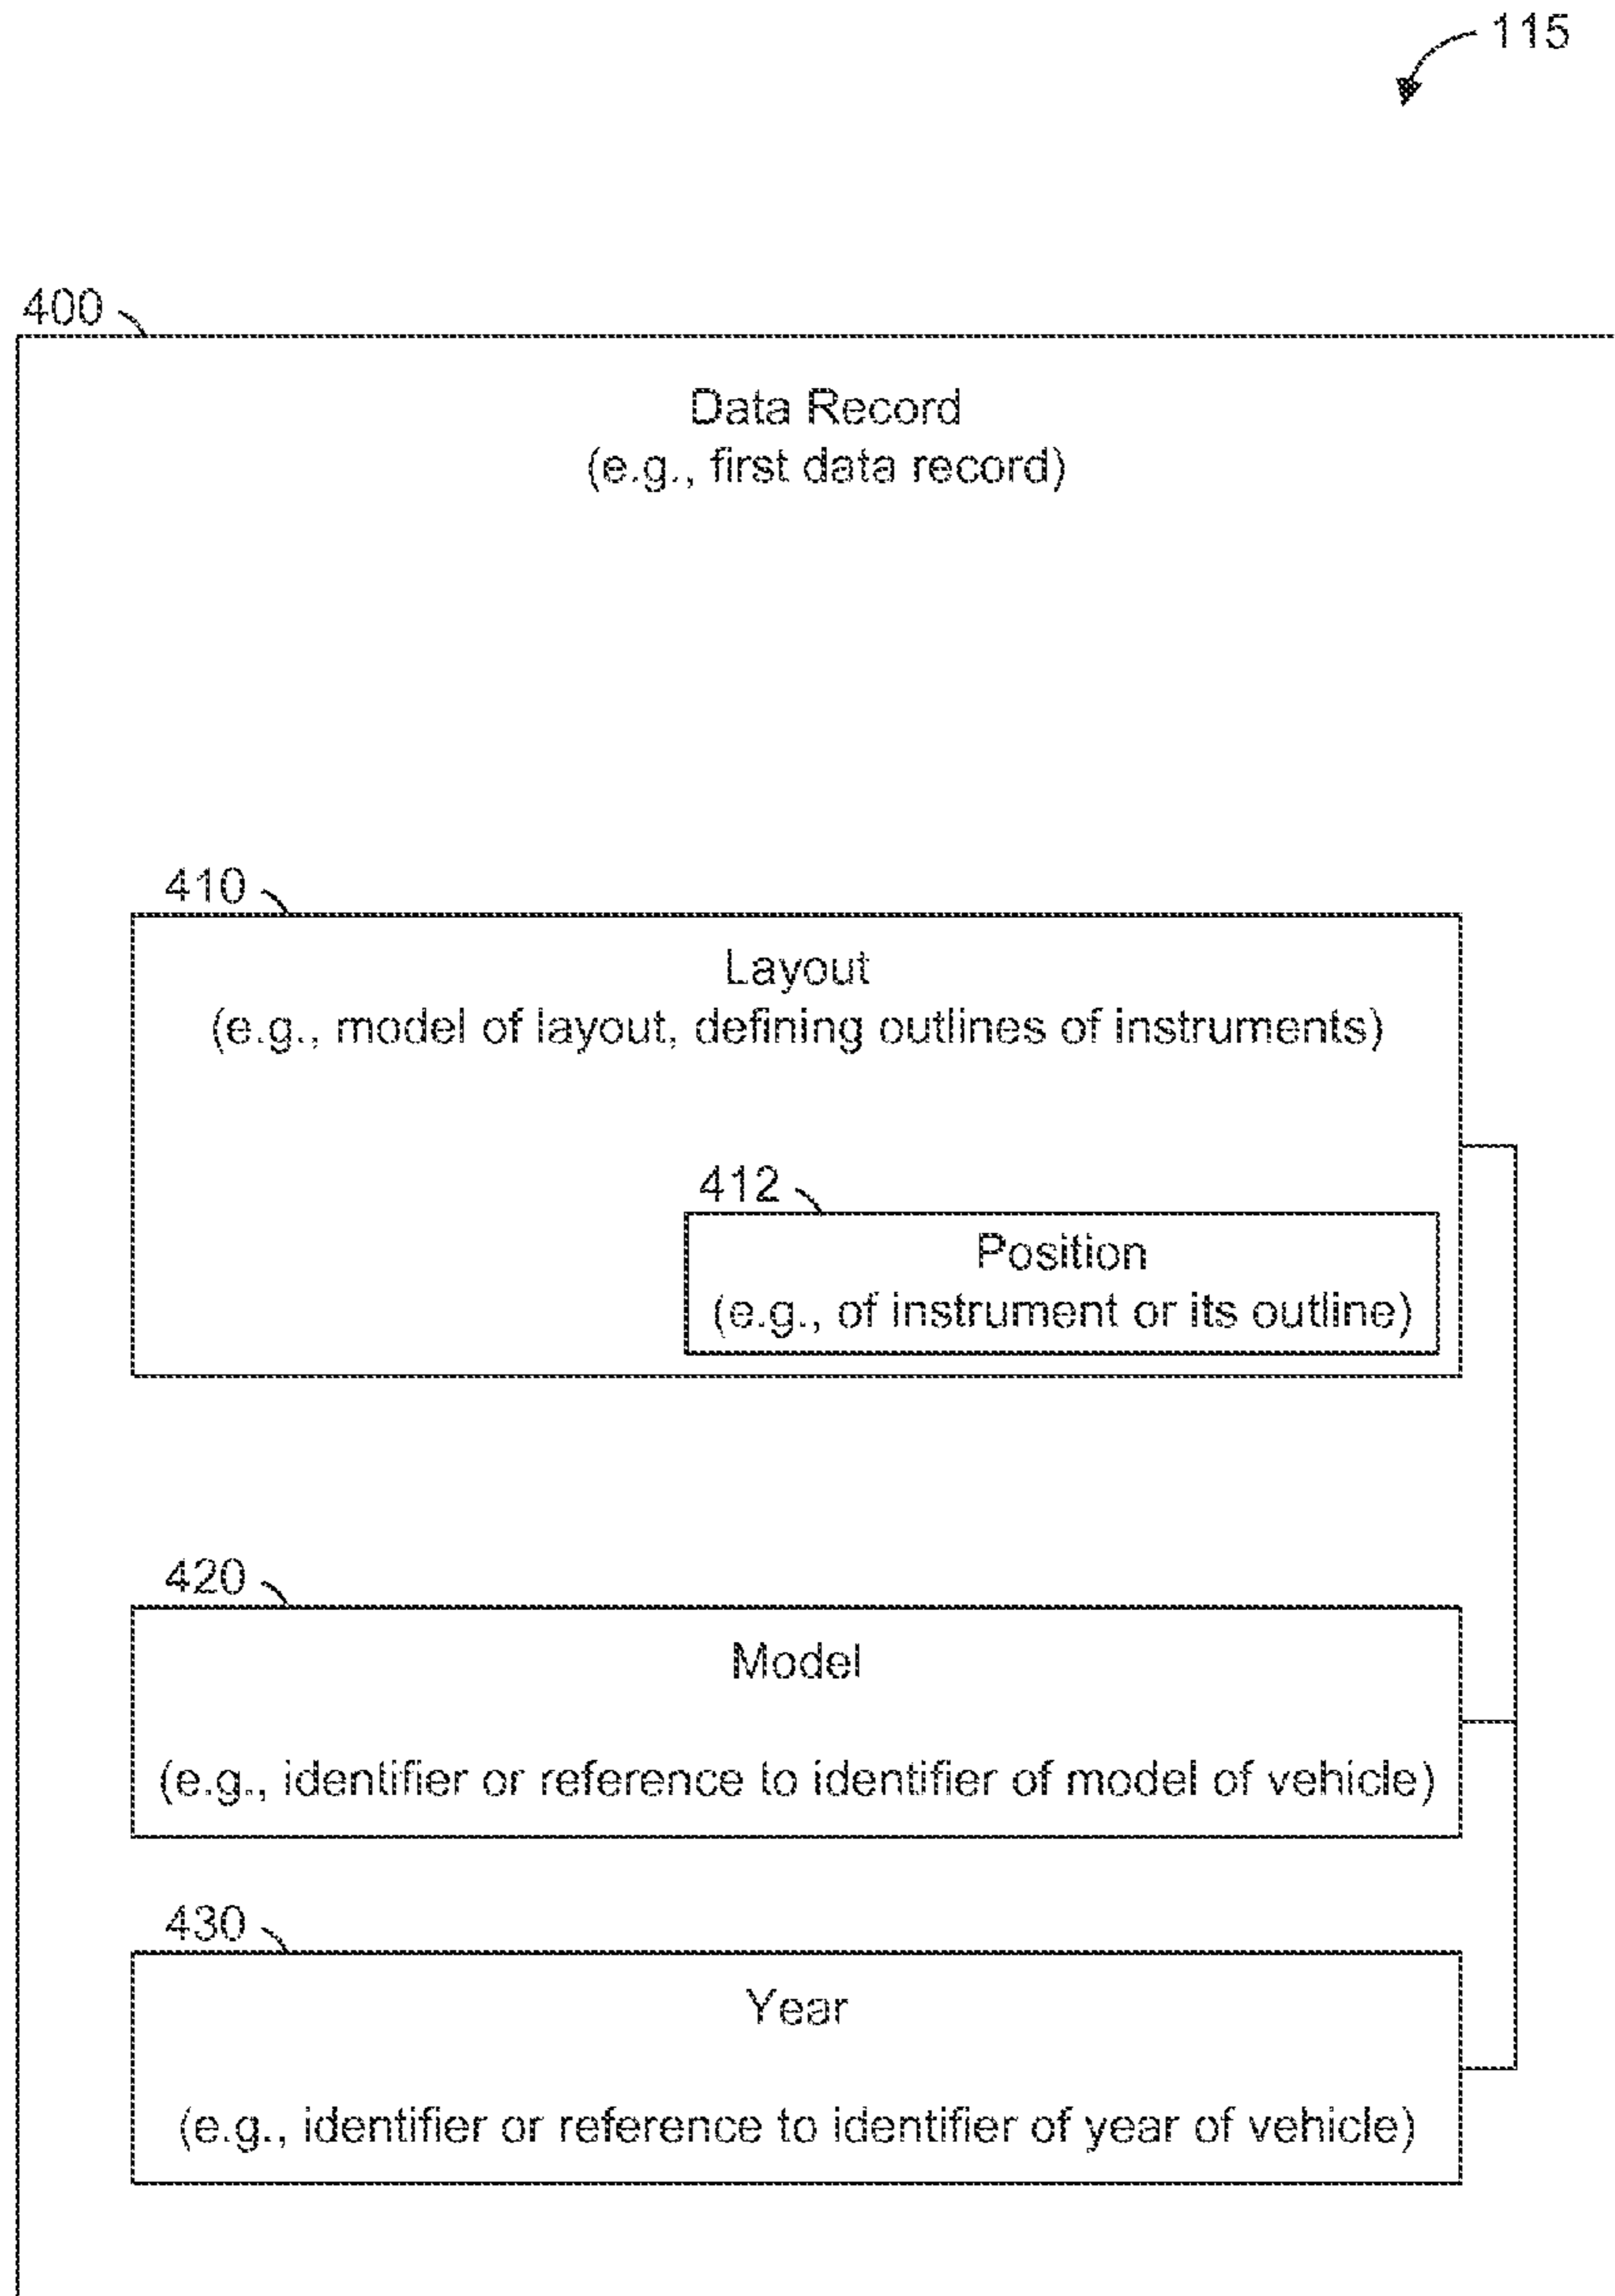 115
400
Data Record
(e.g., first data record)
410
Layout
(e.g., model of layout, defining outlines of instruments)
412
Position
(e.g., of instrument or its outline)
420
Model
(e.g., identifier or reference to identifier of model of vehicle)
430
Year
(e.g., identifier or reference to identifier of year of vehicle)